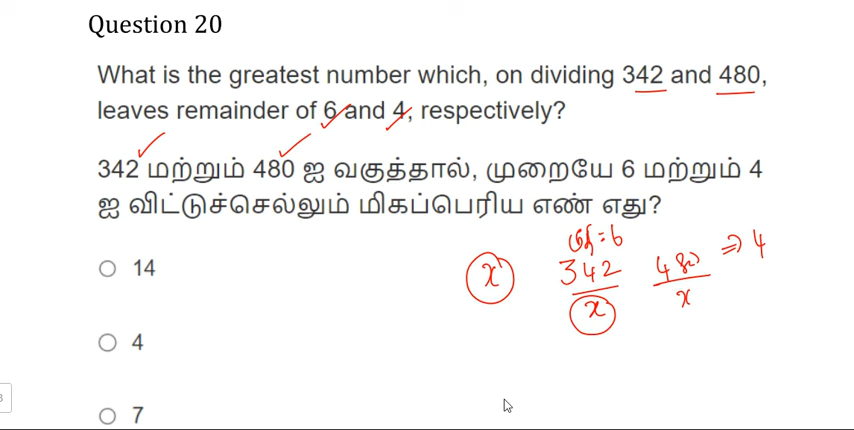 Question 20
What is the greatest number which, on dividing 342 and 480,
leaves remainder of 6 and 4, respectively?
342 மற்றும் 480 ஐ வகுத்தால், முறையே 6 மற்றும் 4
ஐ விட்டுச்செல்லும் மிகப்பெரிய எண் எது?
=6
x 342/x 480/x ⇒ 4
14
4
7